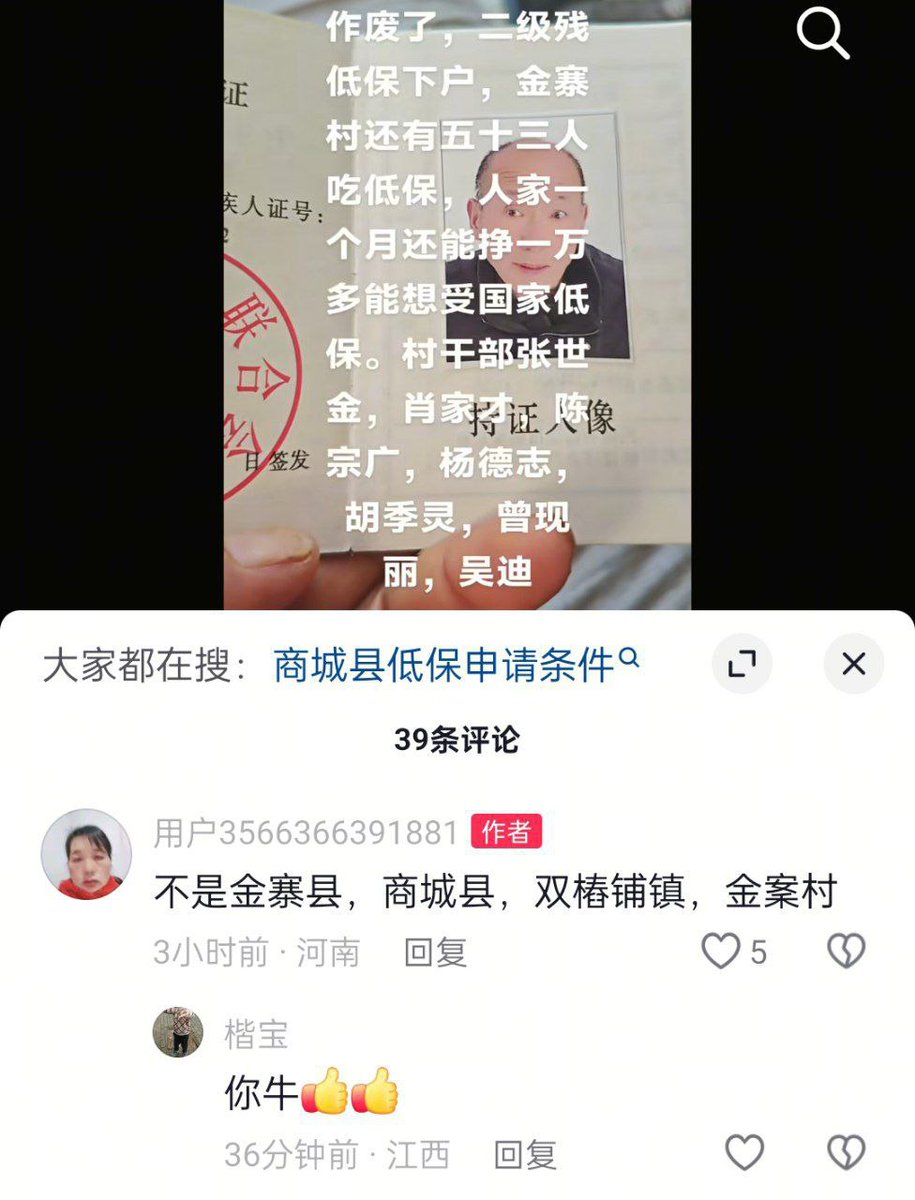 作废了，二级残
低保下户，金寨
村还有五十三人
吃低保，人家一
个月还能挣一万
多能想受国家低
保。村干部张世
金，肖家才，陈
宗广，杨德志，
胡季灵，曾现
丽，吴迪
证
疾人证号：
2
联合会
日签发
持证人像
大家都在搜：商城县低保申请条件
39条评论
用户3566366391881 作者
不是金寨县，商城县，双椿铺镇，金案村
3小时前 · 河南 回复 5
楷宝
你牛👍👍
36分钟前 · 江西 回复